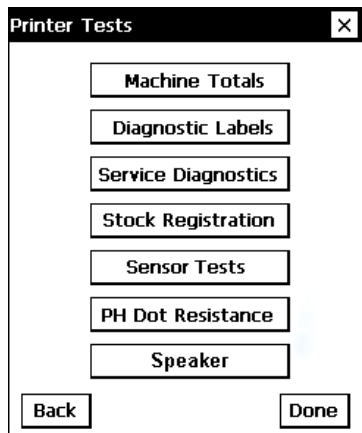 Printer Tests
Machine Totals
Diagnostic Labels
Service Diagnostics
Stock Registration
Sensor Tests
PH Dot Resistance
Speaker
Back Done